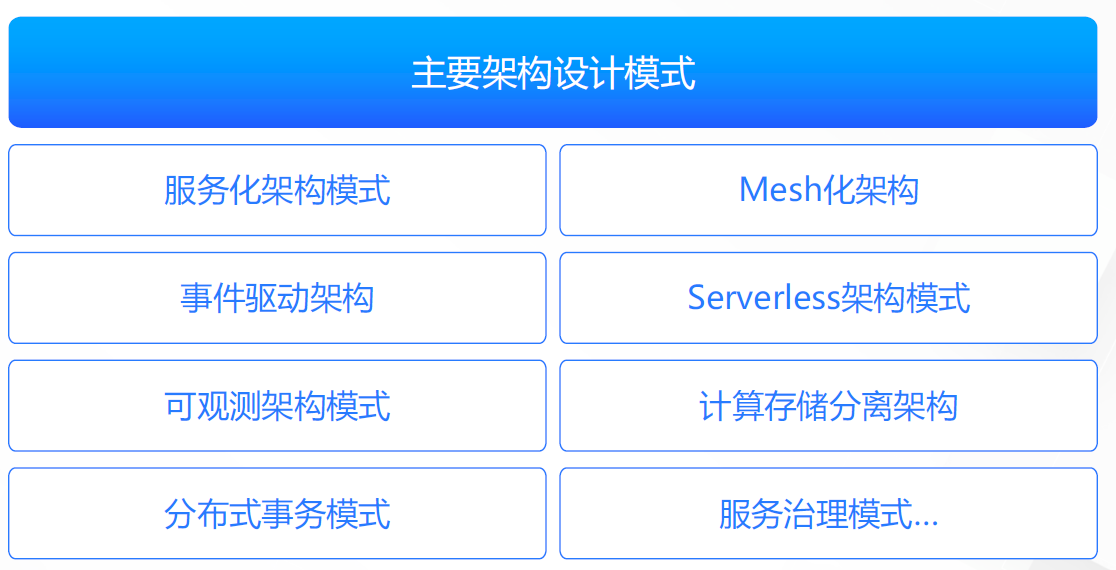 主要架构设计模式
服务化架构模式
Mesh化架构
事件驱动架构
Serverless架构模式
可观测架构模式
计算存储分离架构
分布式事务模式
服务治理模式...